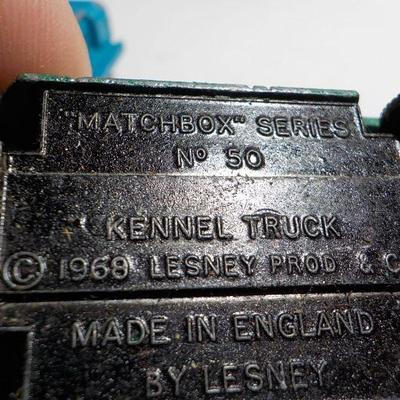 "MATCHBOX" SERIES
Nº 50
KENNEL TRUCK
© 1969 LESNEY PROD & C
MADE IN ENGLAND
BY LESNEY